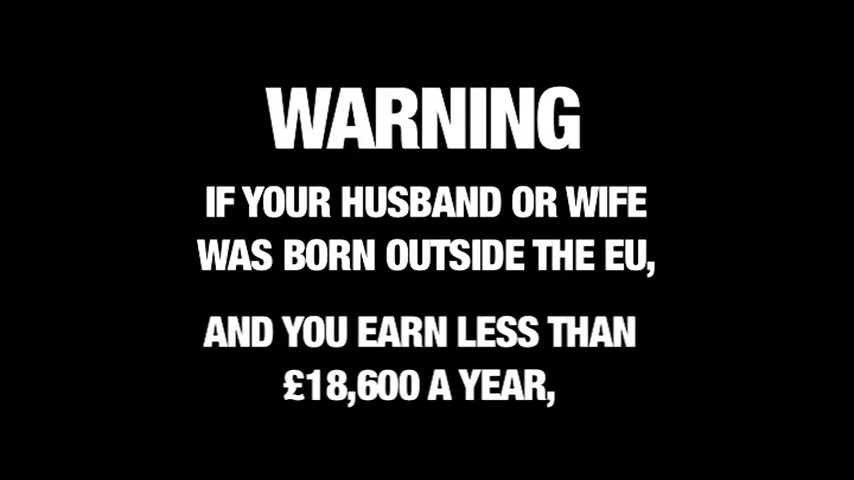 WARNING
IF YOUR HUSBAND OR WIFE
WAS BORN OUTSIDE THE EU,
AND YOU EARN LESS THAN
£18,600 A YEAR,